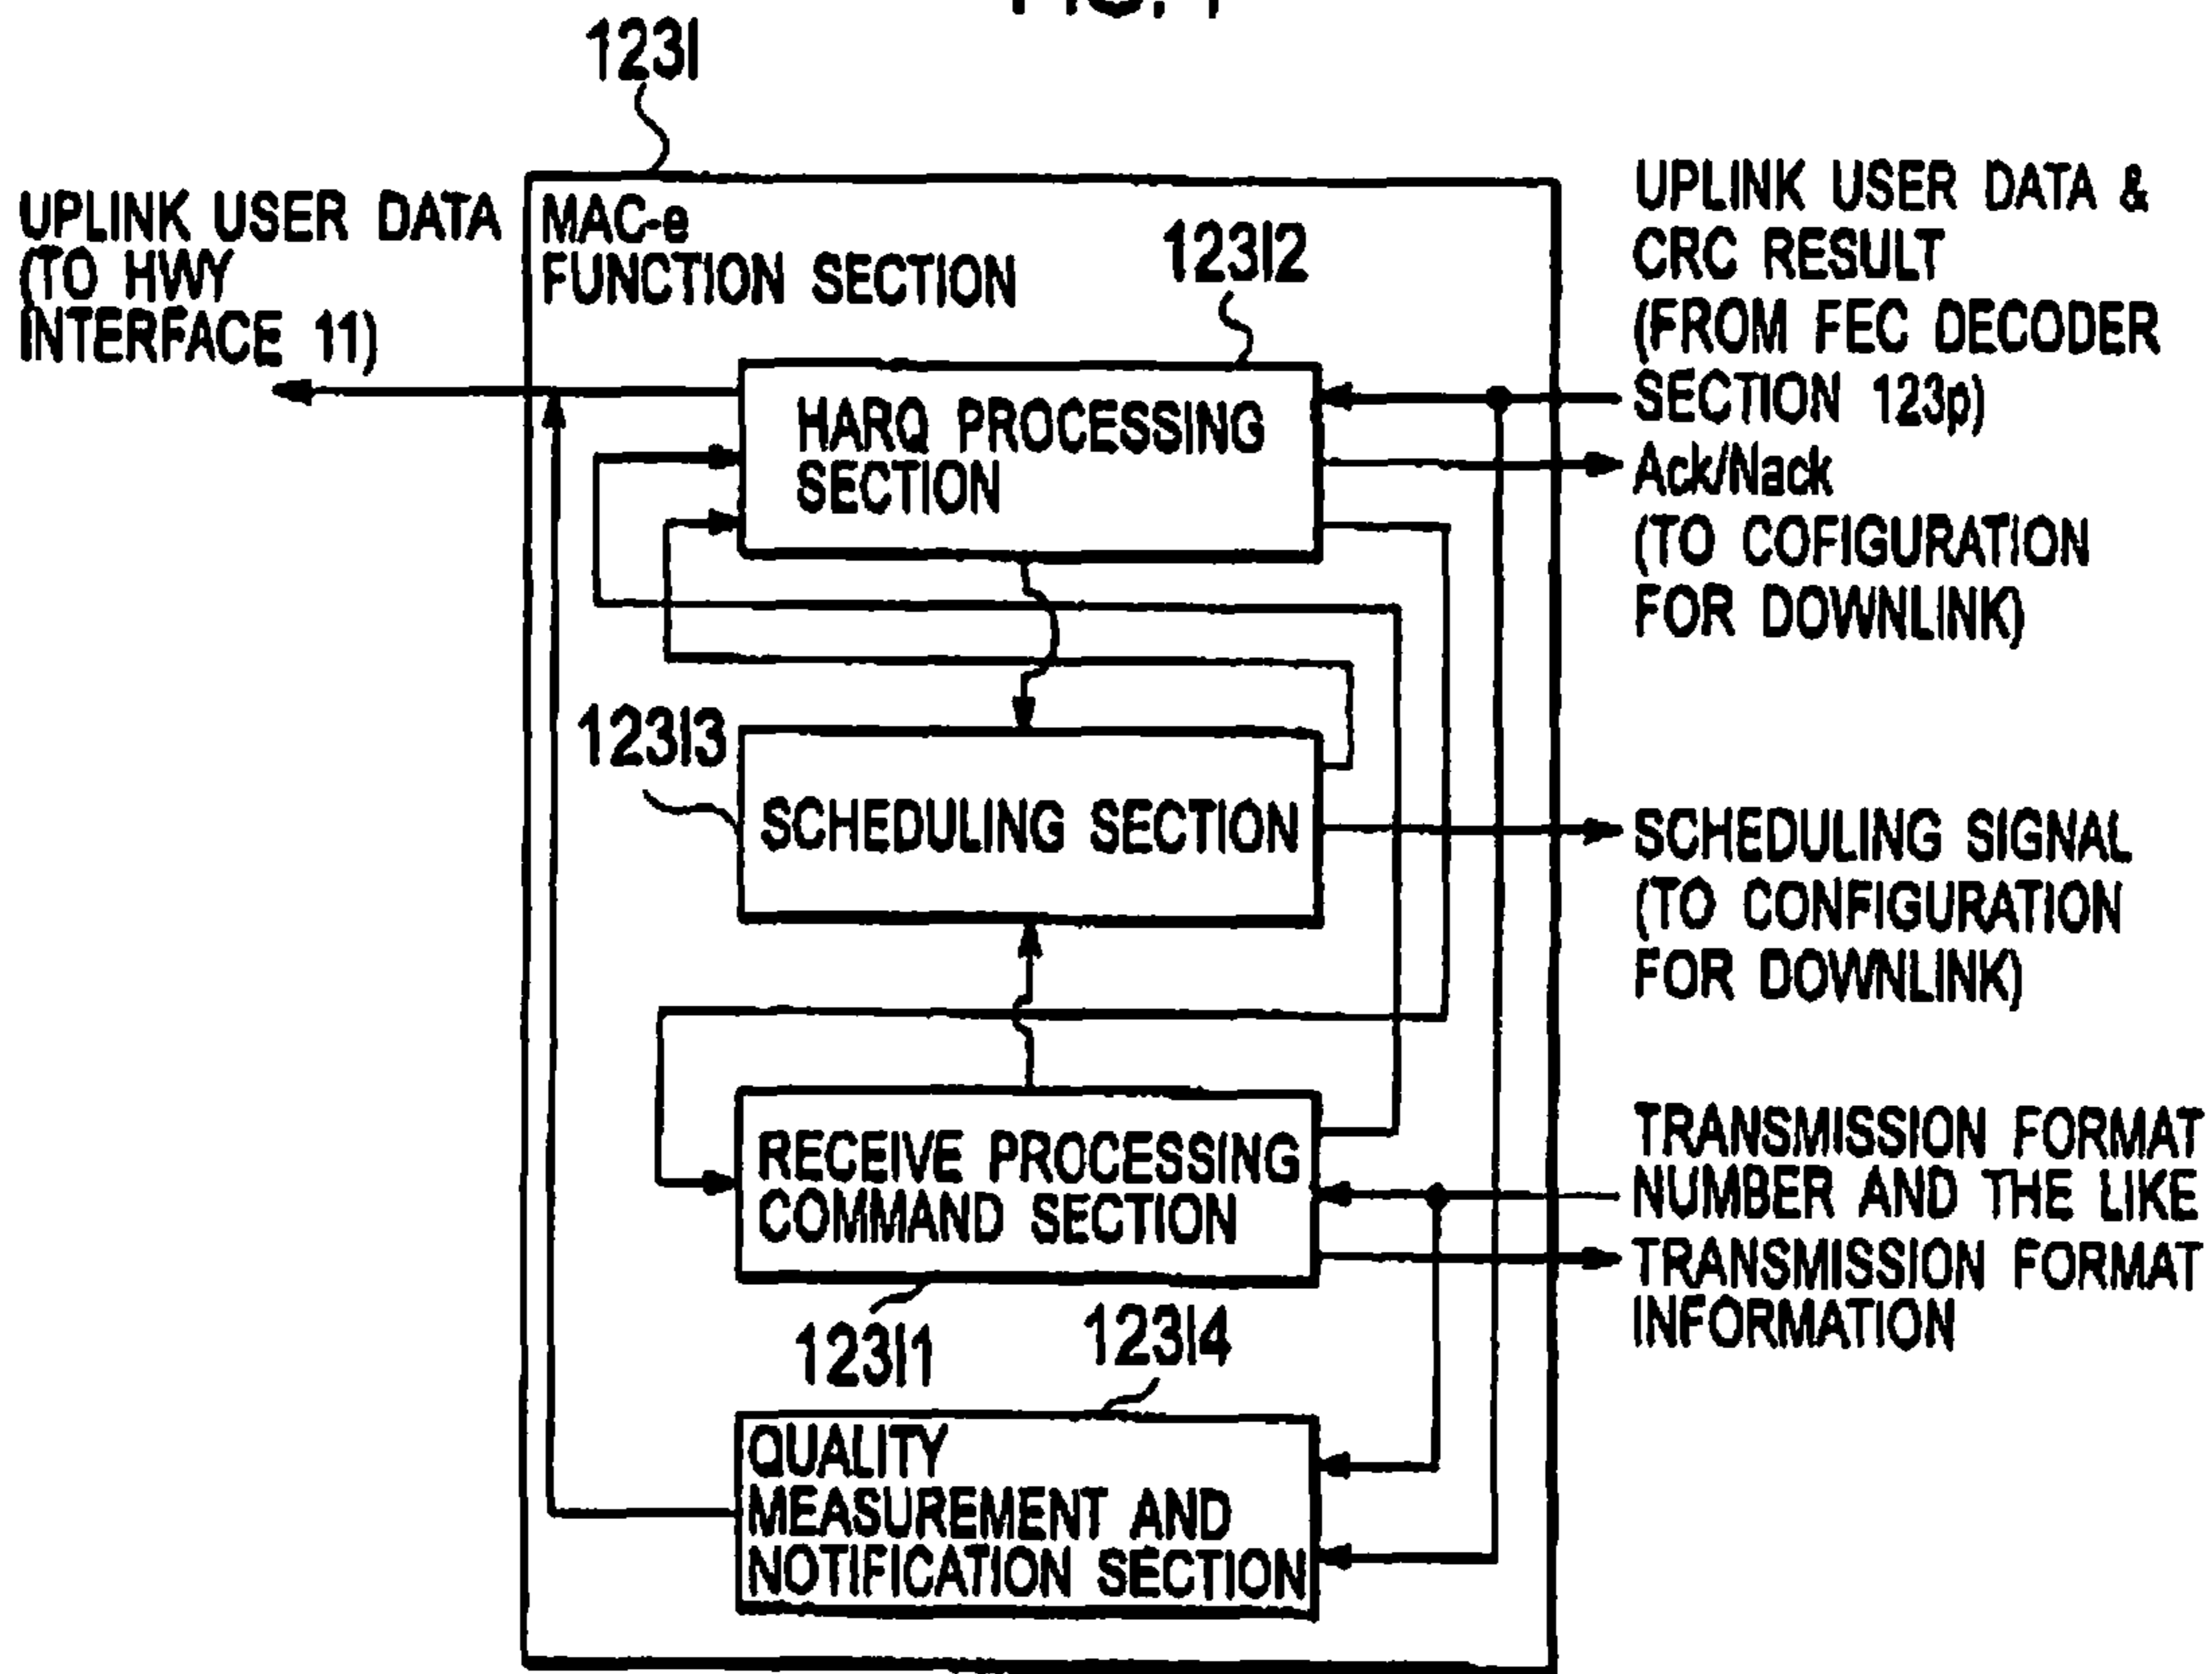 123l
UPLINK USER DATA
(TO HWY
INTERFACE 11)
MAC-e
FUNCTION SECTION
123l2
UPLINK USER DATA &
CRC RESULT
(FROM FEC DECODER
SECTION 123p)
HARQ PROCESSING
SECTION
Ack/Nack
(TO COFIGURATION
FOR DOWNLINK)
123l3
SCHEDULING SECTION
SCHEDULING SIGNAL
(TO CONFIGURATION
FOR DOWNLINK)
RECEIVE PROCESSING
COMMAND SECTION
TRANSMISSION FORMAT
NUMBER AND THE LIKE
TRANSMISSION FORMAT
INFORMATION
123l1
123l4
QUALITY
MEASUREMENT AND
NOTIFICATION SECTION